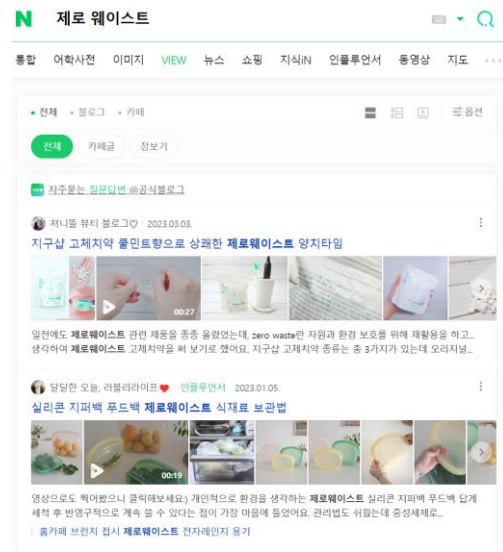 N 제로 웨이스트
통합 어학사전 이미지 VIEW 뉴스 쇼핑 지식iN 인플루언서 동영상 지도
전체 블로그 카페 옵션
전체 카페글 장보기
자주묻는 질문답변 @공식블로그
져니뜰 뷰티 블로그♡ 2023.03.03.
지구샵 고체치약 쿨민트향으로 상쾌한 제로웨이스트 양치타임
00:27
일전에도 제로웨이스트 관련 제품을 종종 올렸었는데, zero waste란 자원과 환경 보호를 위해 재활용을 하고...
생각하여 제로웨이스트 고체치약을 써 보기로 했어요. 지구샵 고체치약 종류는 총 3가지가 있는데 오리지널...
달달한 오늘, 러블리라이프❤ 인플루언서 2023.01.05.
실리콘 지퍼백 푸드백 제로웨이스트 식재료 보관법
00:19
영상으로도 찍어봤으니 클릭해보세요:) 개인적으로 환경을 생각하는 제로웨이스트 실리콘 지퍼백 푸드백 답게
세척 후 반영구적으로 계속 쓸 수 있다는 점이 가장 마음에 들었어요. 관리법도 쉬웠는데 중성세제로...
홈카페 브런치 접시 제로웨이스트 전자레인지 용기